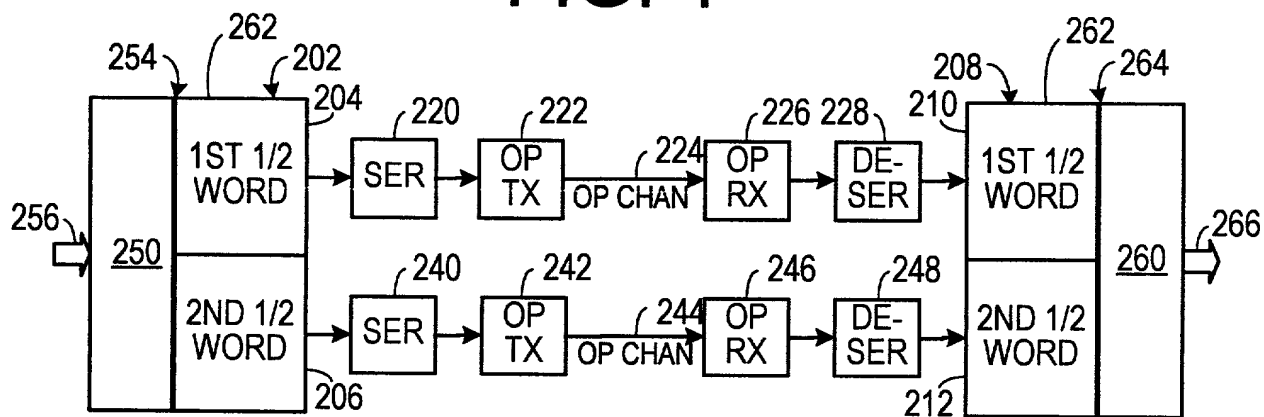 262
262
254
202
208
264
204
220
222
226
228
210
1ST 1/2
WORD
SER
OP
TX
224
OP CHAN
OP
RX
DE-
SER
1ST 1/2
WORD
256
250
260
266
240
242
246
248
2ND 1/2
WORD
SER
OP
TX
244
OP CHAN
OP
RX
DE-
SER
2ND 1/2
WORD
206
212